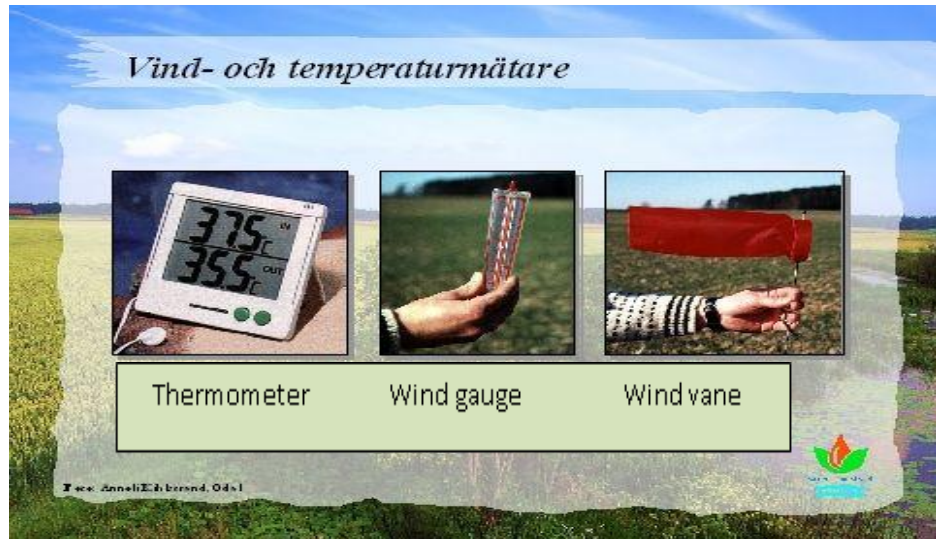 Vind- och temperaturmätare
37.5°C IN
35.5°C OUT
Thermometer Wind gauge Wind vane